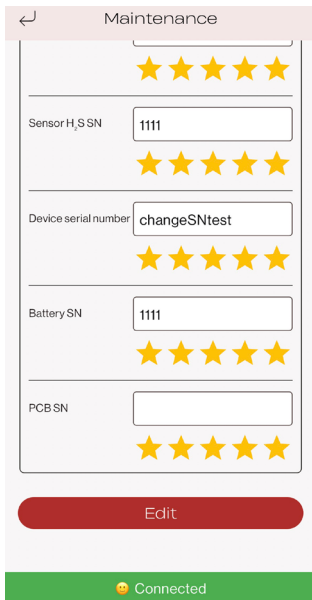 Maintenance
Sensor H₂S SN
1111
Device serial number
changeSNtest
Battery SN
1111
PCB SN
Edit
Connected